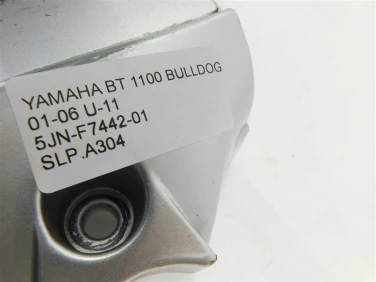 YAMAHA BT 1100 BULLDOG
01-06 U-11
5JN-F7442-01
SLP.A304